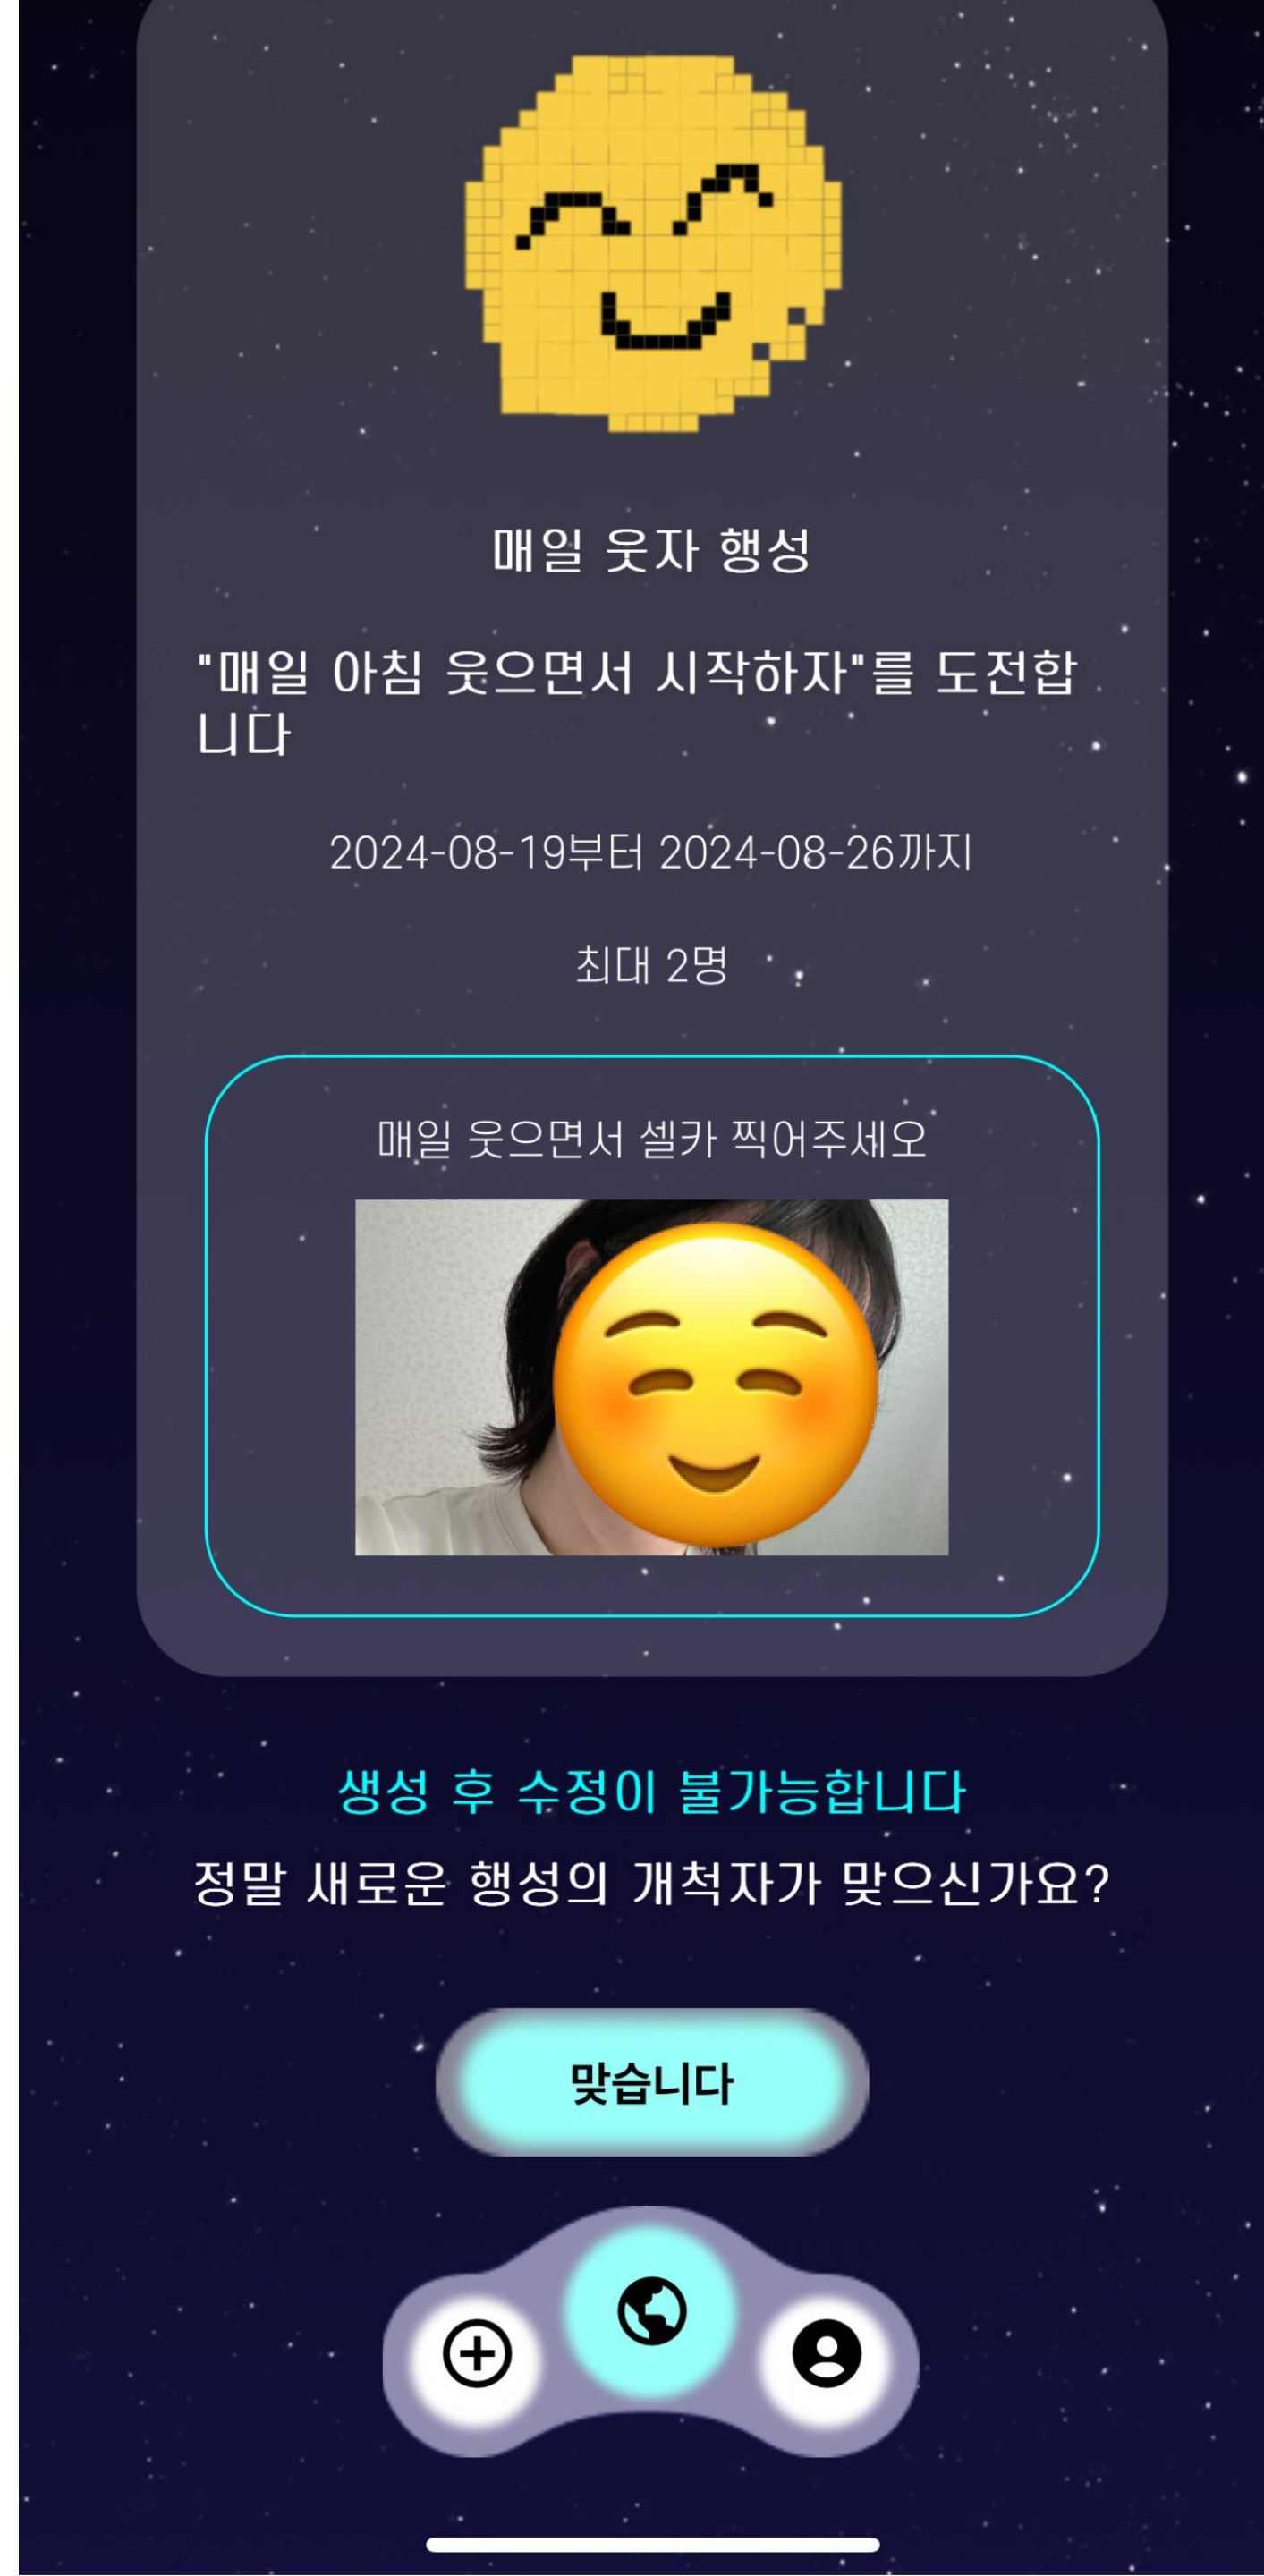 매일 웃자 행성
"매일 아침 웃으면서 시작하자"를 도전합
니다
2024-08-19부터 2024-08-26까지
최대 2명
매일 웃으면서 셀카 찍어주세오
생성 후 수정이 불가능합니다
정말 새로운 행성의 개척자가 맞으신가요?
맞습니다